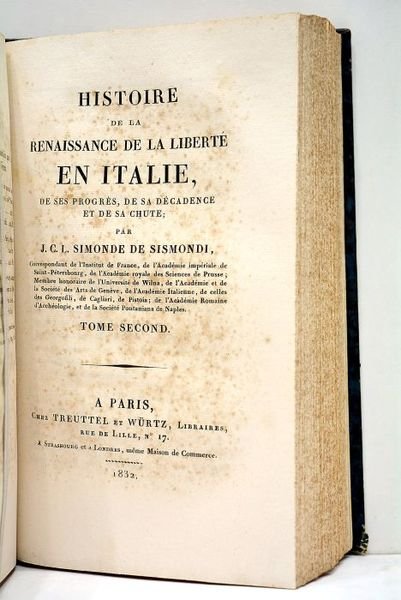 HISTOIRE
DE LA
RENAISSANCE DE LA LIBERTÉ
EN ITALIE,
DE SES PROGRÈS, DE SA DÉCADENCE
ET DE SA CHUTE;
PAR
J. C. L. SIMONDE DE SISMONDI,
Correspondant de l'Institut de France, de l'Académie impériale de
Saint-Pétersbourg, de l'Académie royale des Sciences de Prusse;
Membre honoraire de l'Université de Wilna, de l'Académie et de
la Société des Arts de Genève, de l'Académie Italienne, de celles
des Georgofili, de Cagliari, de Pistoia; de l'Académie Romaine
d'Archéologie, et de la Société Pontaniana de Naples.
TOME SECOND.
A PARIS,
CHEZ TREUTTEL ET WÜRTZ, LIBRAIRES,
RUE DE LILLE, N° 17.
A STRASBOURG et à LONDRES, même Maison de Commerce.
1832.